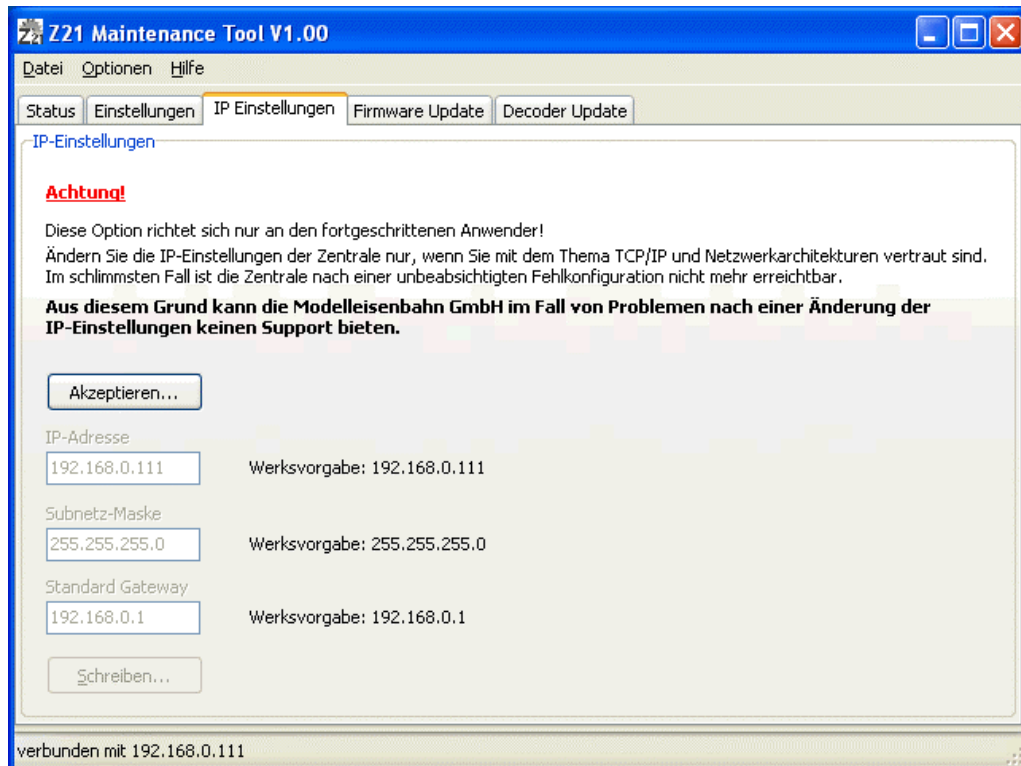 Z21 Maintenance Tool V1.00
Datei Optionen Hilfe
Status Einstellungen IP Einstellungen Firmware Update Decoder Update
IP-Einstellungen
Achtung!
Diese Option richtet sich nur an den fortgeschrittenen Anwender!
Ändern Sie die IP-Einstellungen der Zentrale nur, wenn Sie mit dem Thema TCP/IP und Netzwerkarchitekturen vertraut sind.
Im schlimmsten Fall ist die Zentrale nach einer unbeabsichtigten Fehlkonfiguration nicht mehr erreichtbar.
Aus diesem Grund kann die Modelleisenbahn GmbH im Fall von Problemen nach einer Änderung der
IP-Einstellungen keinen Support bieten.
Akzeptieren...
IP-Adresse
192.168.0.111 Werksvorgabe: 192.168.0.111
Subnetz-Maske
255.255.255.0 Werksvorgabe: 255.255.255.0
Standard Gateway
192.168.0.1 Werksvorgabe: 192.168.0.1
Schreiben...
verbunden mit 192.168.0.111